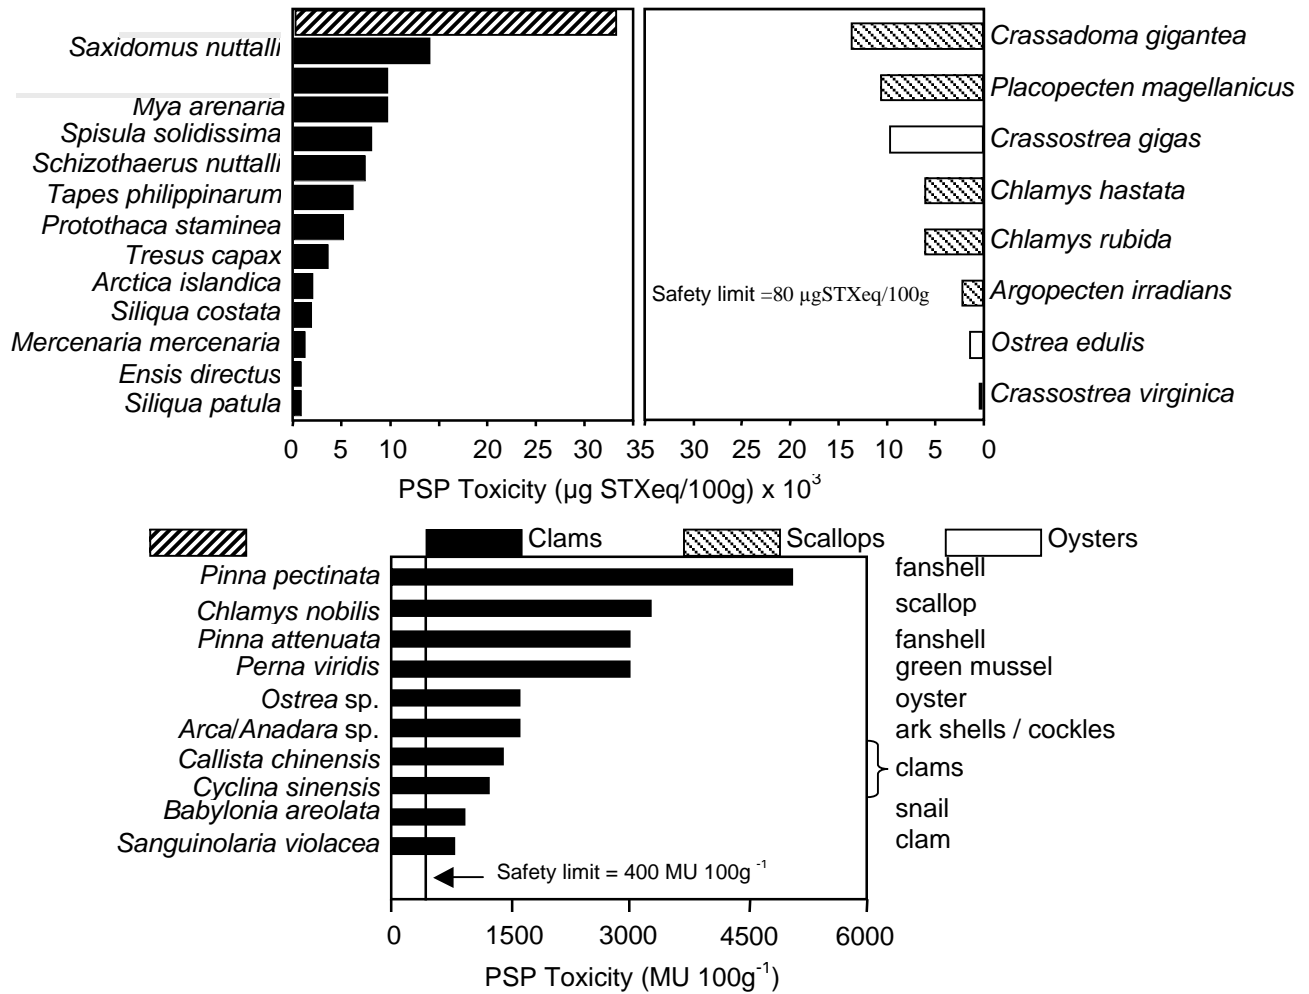 Saxidomus nuttalli
Mya arenaria
Spisula solidissima
Schizothaerus nuttalli
Tapes philippinarum
Protothaca staminea
Tresus capax
Arctica islandica
Siliqua costata
Mercenaria mercenaria
Ensis directus
Siliqua patula
0 5 10 20 25 30 35
Crassadoma gigantea
Placopecten magellanicus
Crassostrea gigas
Chlamys hastata
Chlamys rubida
Safety limit =80 µgSTXeq/100g
Argopecten irradians
Ostrea edulis
Crassostrea virginica
30 25 20 15 10 5 0
PSP Toxicity (µg STXeq/100g) x 10³
Clams
Scallops
Oysters
Pinna pectinata
fanshell
Chlamys nobilis
scallop
Pinna attenuata
fanshell
Perna viridis
green mussel
Ostrea sp.
oyster
Arca/Anadara sp.
ark shells / cockles
Callista chinensis
clams
Cyclina sinensis
Babylonia areolata
snail
Sanguinolaria violacea
clam
Safety limit = 400 MU 100g⁻¹
0 1500 3000 4500 6000
PSP Toxicity (MU 100g⁻¹)